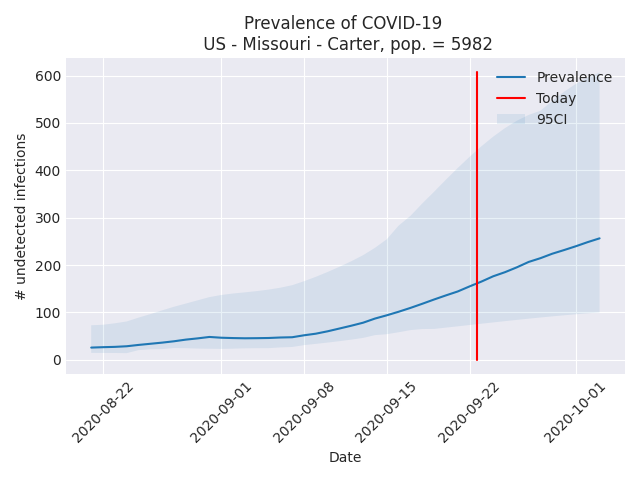 Prevalence of COVID-19
US - Missouri - Carter, pop. = 5982
# undetected infections
600
500
400
300
200
100
0
Prevalence
Today
95CI
2020-08-22
2020-09-01
2020-09-08
2020-09-15
2020-09-22
2020-10-01
Date